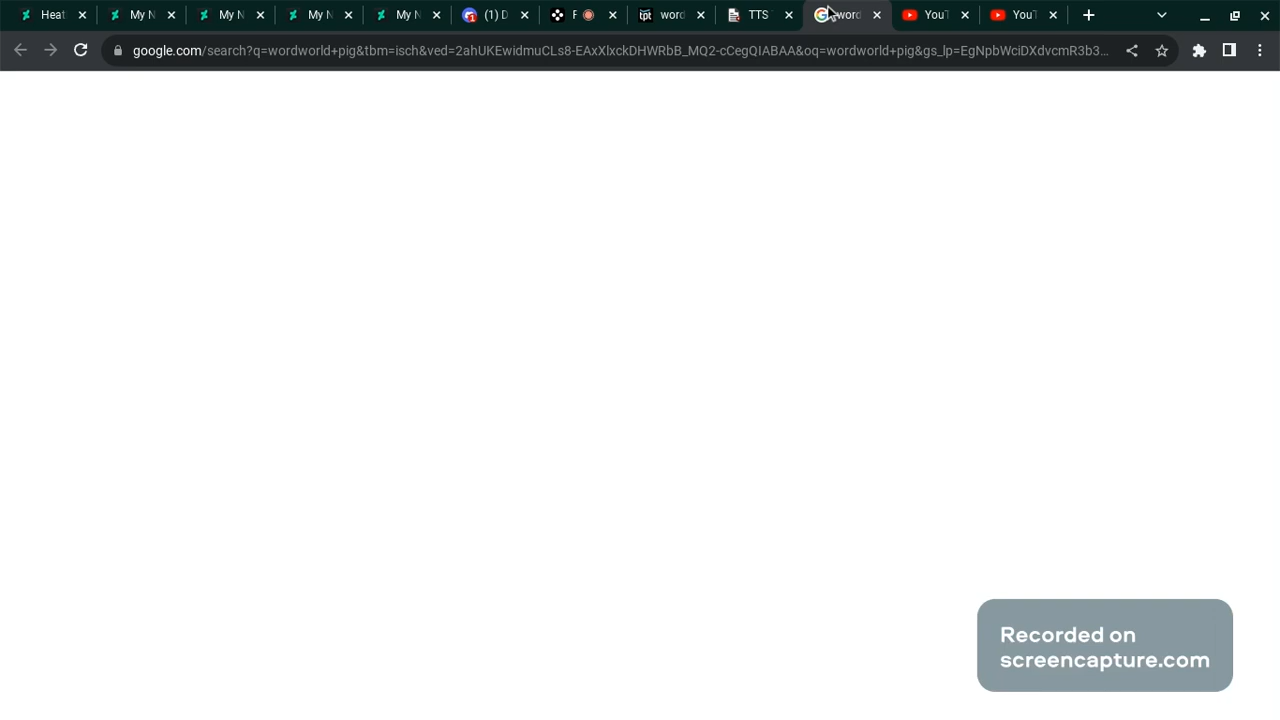 Heat
My N
My N
My N
My N
(1) D
F
word
TTS
word
YouT
YouT
google.com/search?q=wordworld+pig&tbm=isch&ved=2ahUKEwidmuCLs8-EAxXlxckDHWRbB_MQ2-cCegQIABAA&oq=wordworld+pig&gs_lp=EgNpbWciDXdvcmR3b3...
Recorded on
screencapture.com